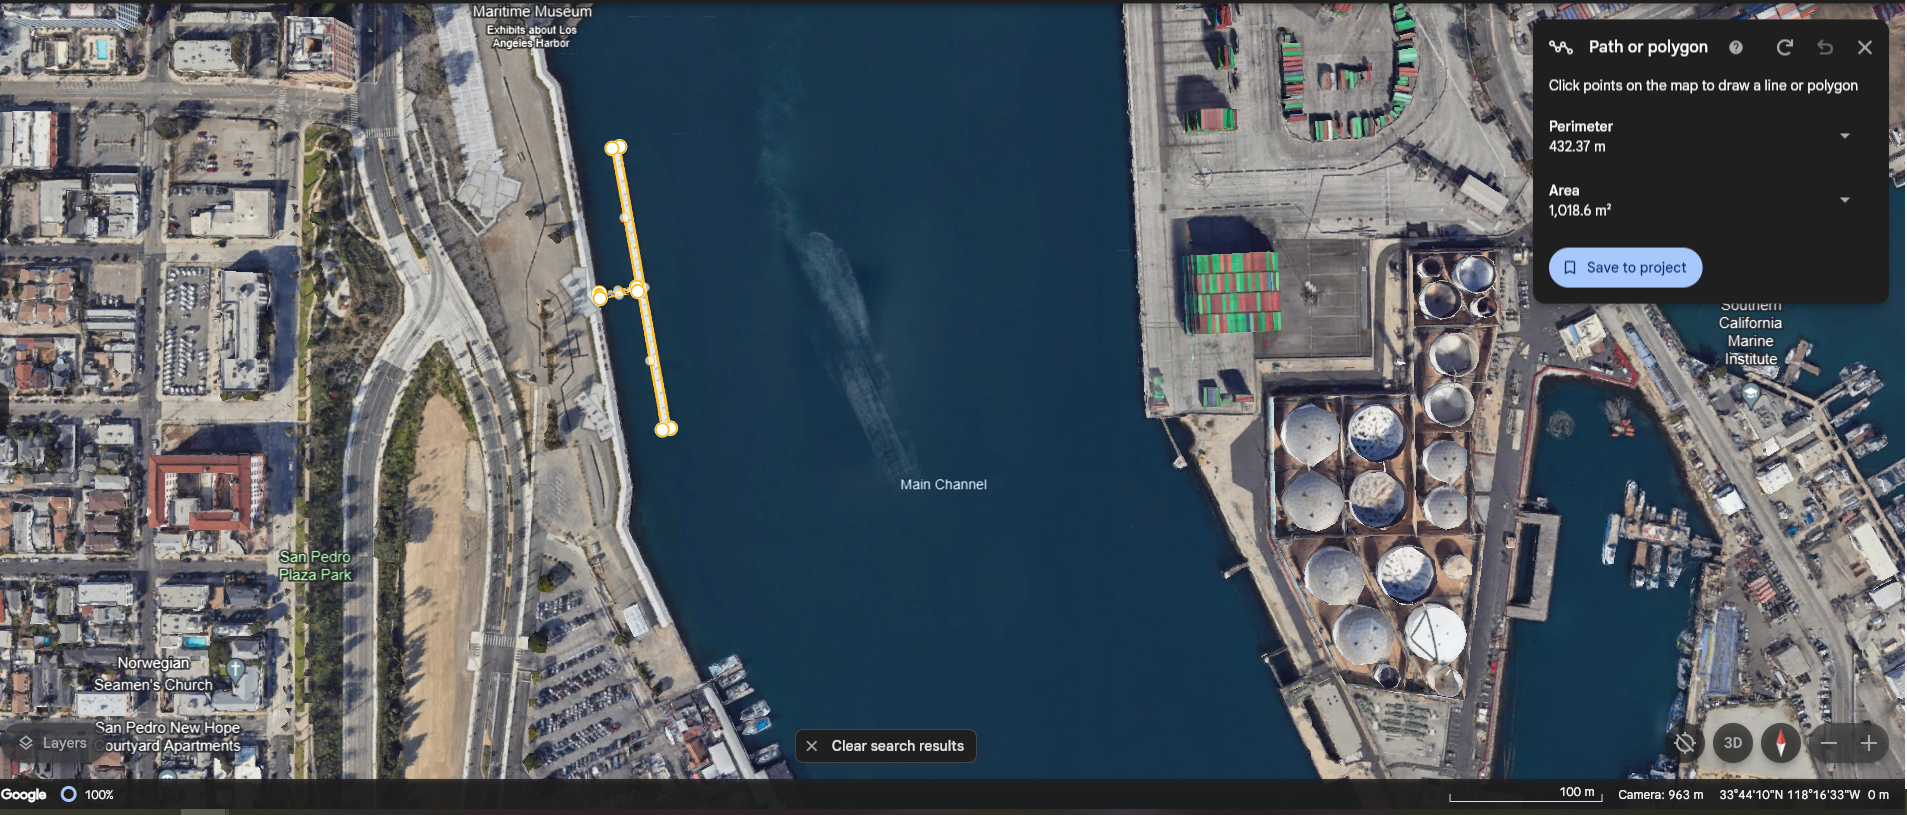 Maritime Museum
Exhibits about Los
Angeles Harbor
Path or polygon
Click points on the map to draw a line or polygon
Perimeter
432.37 m
Area
1,018.6 m²
Save to project
Southern
California
Marine
Institute
Main Channel
San Pedro
Plaza Park
Norwegian
Seamen's Church
San Pedro New Hope
ourtyard Apartments
Layers
Clear search results
3D
Google
100%
100 m
Camera: 963 m
33°44'10"N 118°16'33"W
0 m